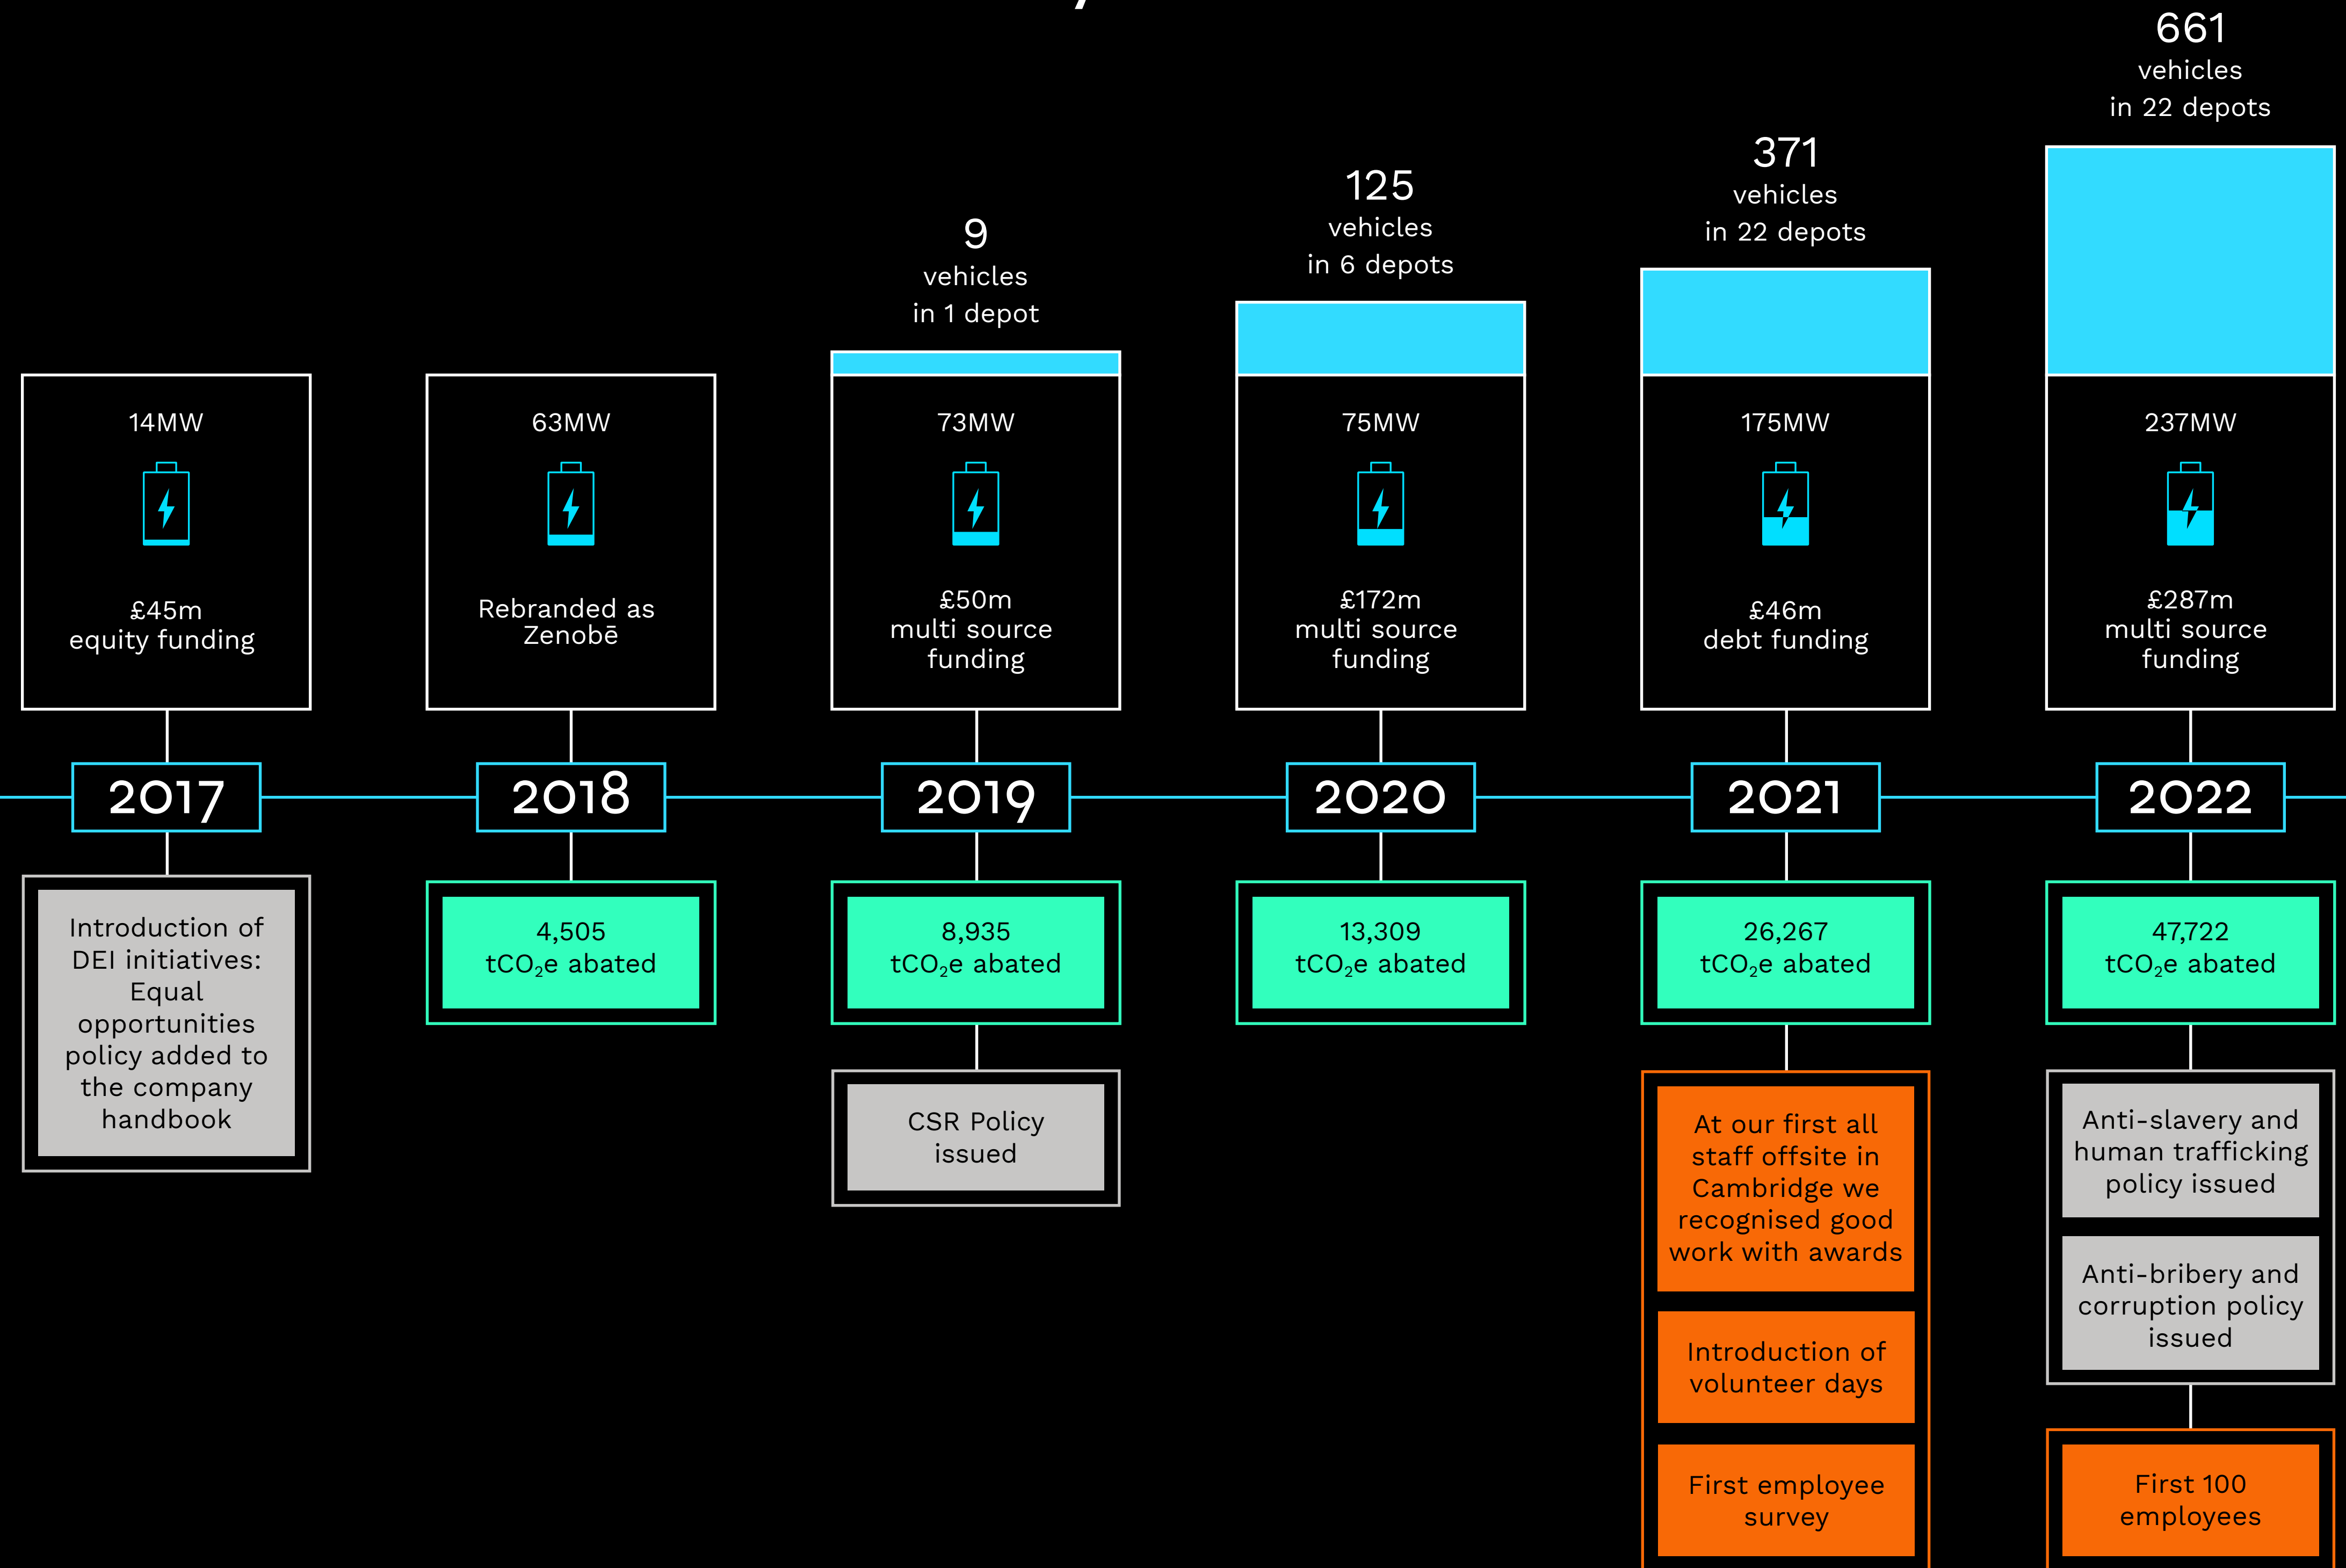 14MW
£45m
equity funding
2017
Introduction of
DEI initiatives:
Equal
opportunities
policy added to
the company
handbook
63MW
Rebranded as
Zenobē
2018
4,505
tCO₂e abated
9
vehicles
in 1 depot
73MW
£50m
multi source
funding
2019
8,935
tCO₂e abated
CSR Policy
issued
125
vehicles
in 6 depots
75MW
£172m
multi source
funding
2020
13,309
tCO₂e abated
371
vehicles
in 22 depots
175MW
£46m
debt funding
2021
26,267
tCO₂e abated
At our first all
staff offsite in
Cambridge we
recognised good
work with awards
Introduction of
volunteer days
First employee
survey
661
vehicles
in 22 depots
237MW
£287m
multi source
funding
2022
47,722
tCO₂e abated
Anti-slavery and
human trafficking
policy issued
Anti-bribery and
corruption policy
issued
First 100
employees